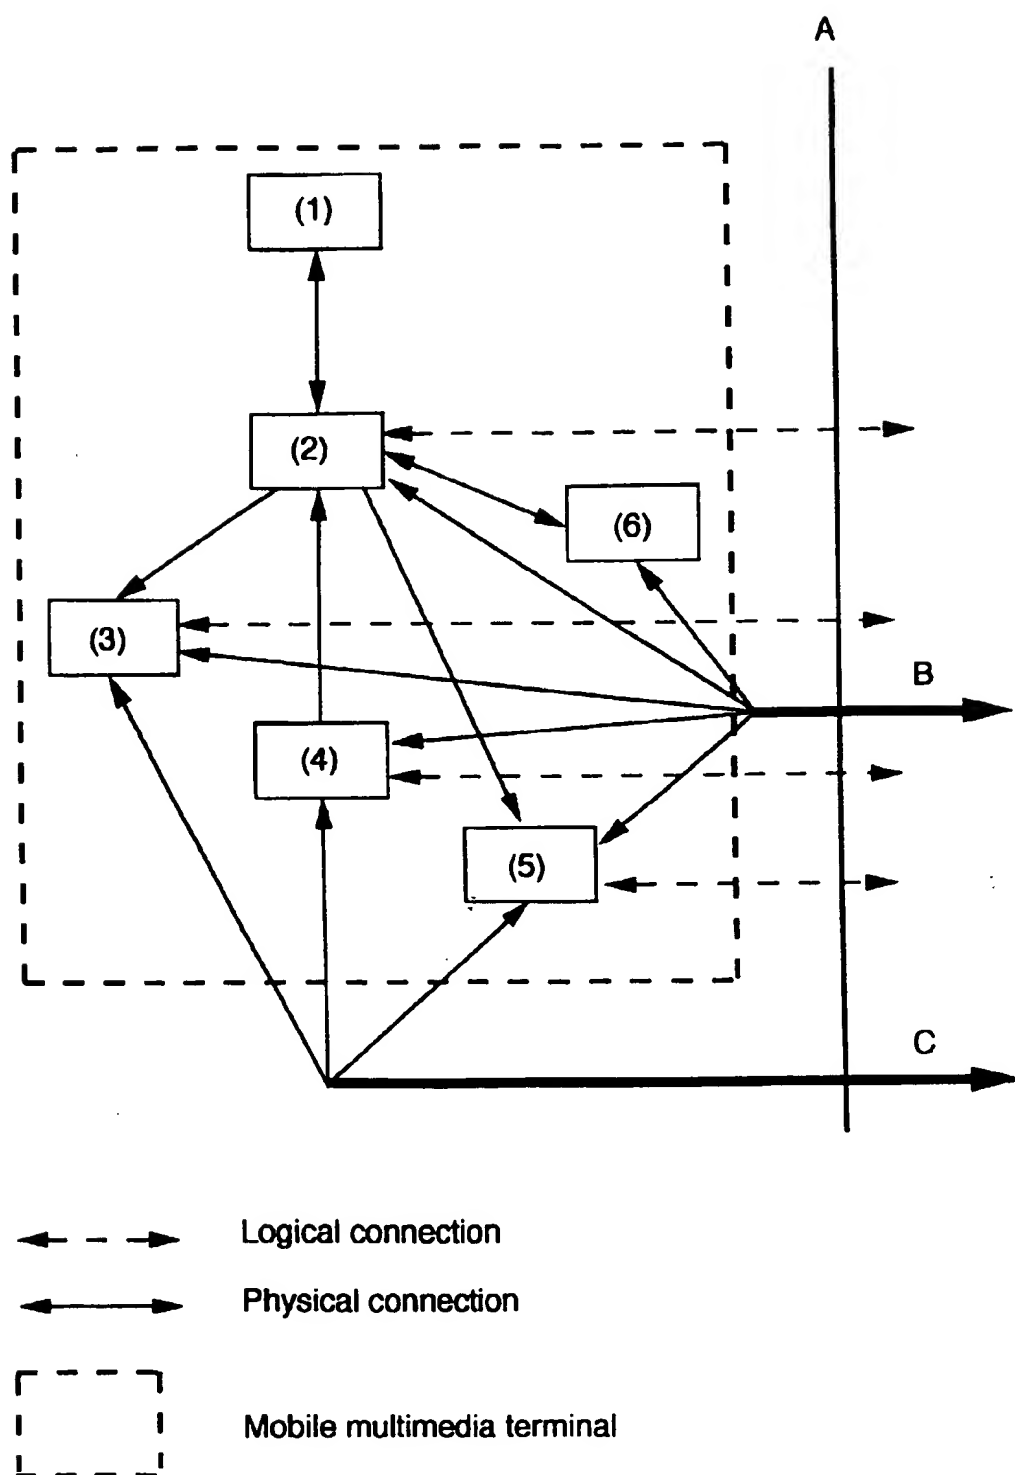 A
(1)
(2)
(6)
(3)
B
(4)
(5)
C
Logical connection
Physical connection
Mobile multimedia terminal